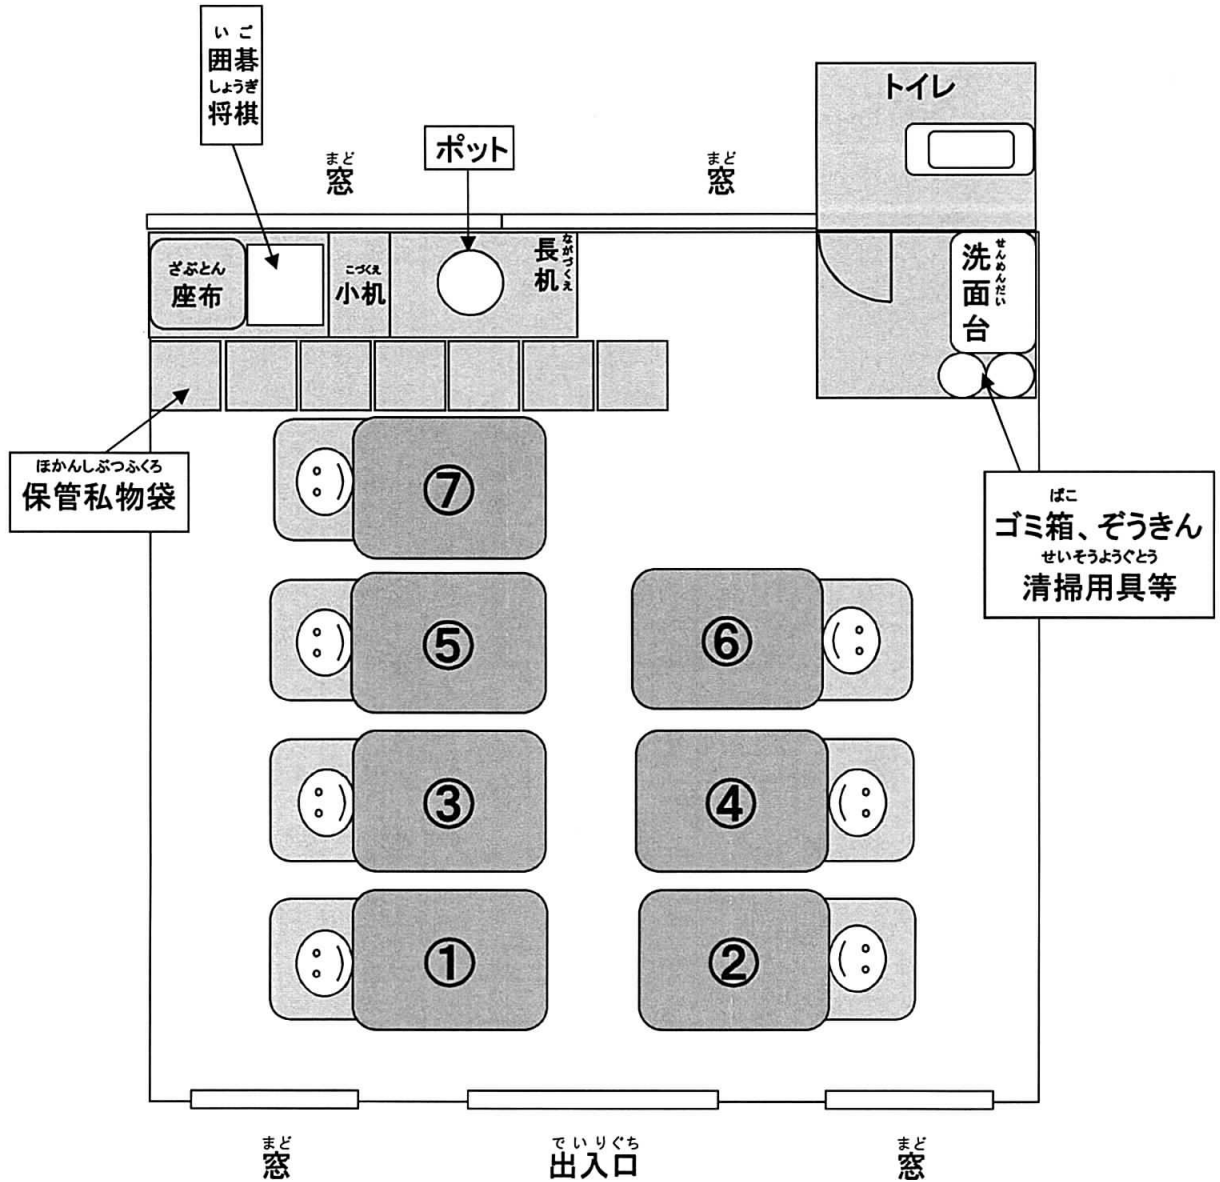 いご
囲碁
しょうぎ
将棋
トイレ
ポット
まど
窓
まど
窓
ざぶとん
座布
こづくえ
小机
ながづくえ
長机
せんめんだい
洗面台
ほかんしぶつふくろ
保管私物袋
ばこ
ゴミ箱、ぞうきん
せいそうようぐとう
清掃用具等
⑦
⑤
⑥
③
④
①
②
まど
窓
でいりぐち
出入口
まど
窓